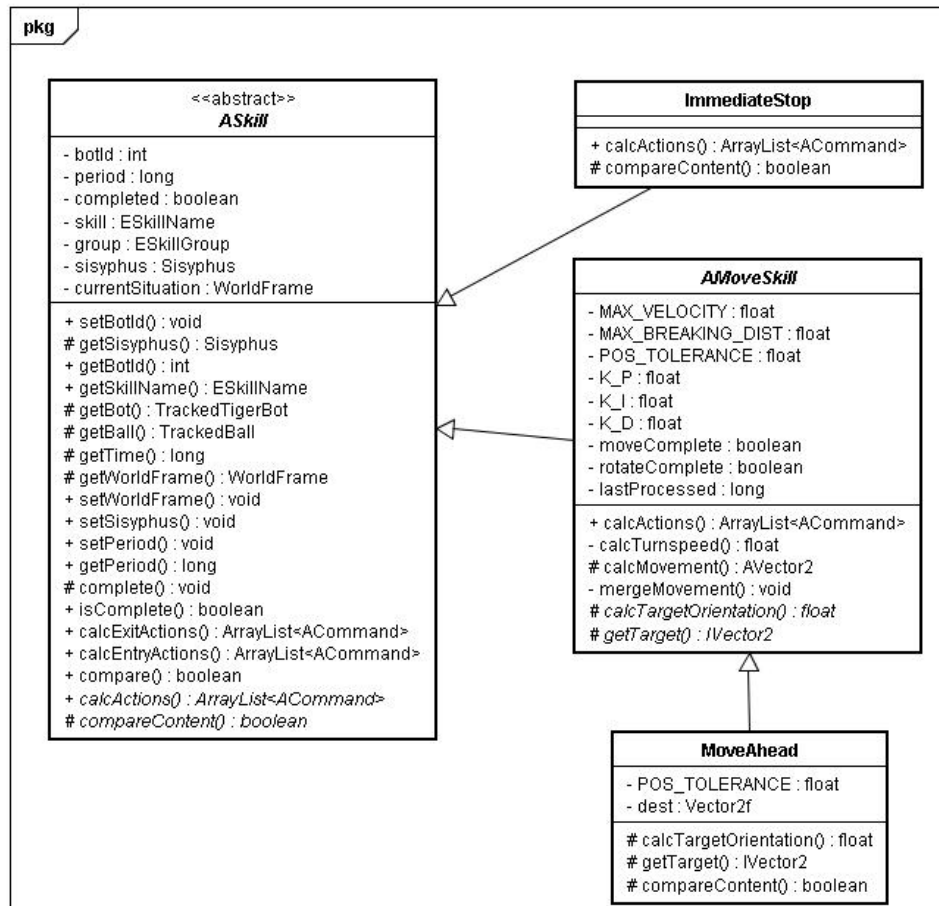 pkg
<<abstract>>
ASkill
- botId : int
- period : long
- completed : boolean
- skill : ESkillName
- group : ESkillGroup
- sisyphus : Sisyphus
- currentSituation : WorldFrame
+ setBotId() : void
# getSisyphus() : Sisyphus
+ getBotId() : int
+ getSkillName() : ESkillName
# getBot() : TrackedTigerBot
# getBall() : TrackedBall
# getTime() : long
# getWorldFrame() : WorldFrame
+ setWorldFrame() : void
+ setSisyphus() : void
+ setPeriod() : void
+ getPeriod() : long
# complete() : void
+ isComplete() : boolean
+ calcExitActions() : ArrayList<ACommand>
+ calcEntryActions() : ArrayList<ACommand>
+ compare() : boolean
+ calcActions() : ArrayList<ACommand>
# compareContent() : boolean
ImmediateStop
+ calcActions() : ArrayList<ACommand>
# compareContent() : boolean
AMoveSkill
- MAX_VELOCITY : float
- MAX_BREAKING_DIST : float
- POS_TOLERANCE : float
- K_P : float
- K_I : float
- K_D : float
- moveComplete : boolean
- rotateComplete : boolean
- lastProcessed : long
+ calcActions() : ArrayList<ACommand>
- calcTurnspeed() : float
# calcMovement() : AVector2
- mergeMovement() : void
# calcTargetOrientation() : float
# getTarget() : IVector2
MoveAhead
- POS_TOLERANCE : float
- dest : Vector2f
# calcTargetOrientation() : float
# getTarget() : IVector2
# compareContent() : boolean